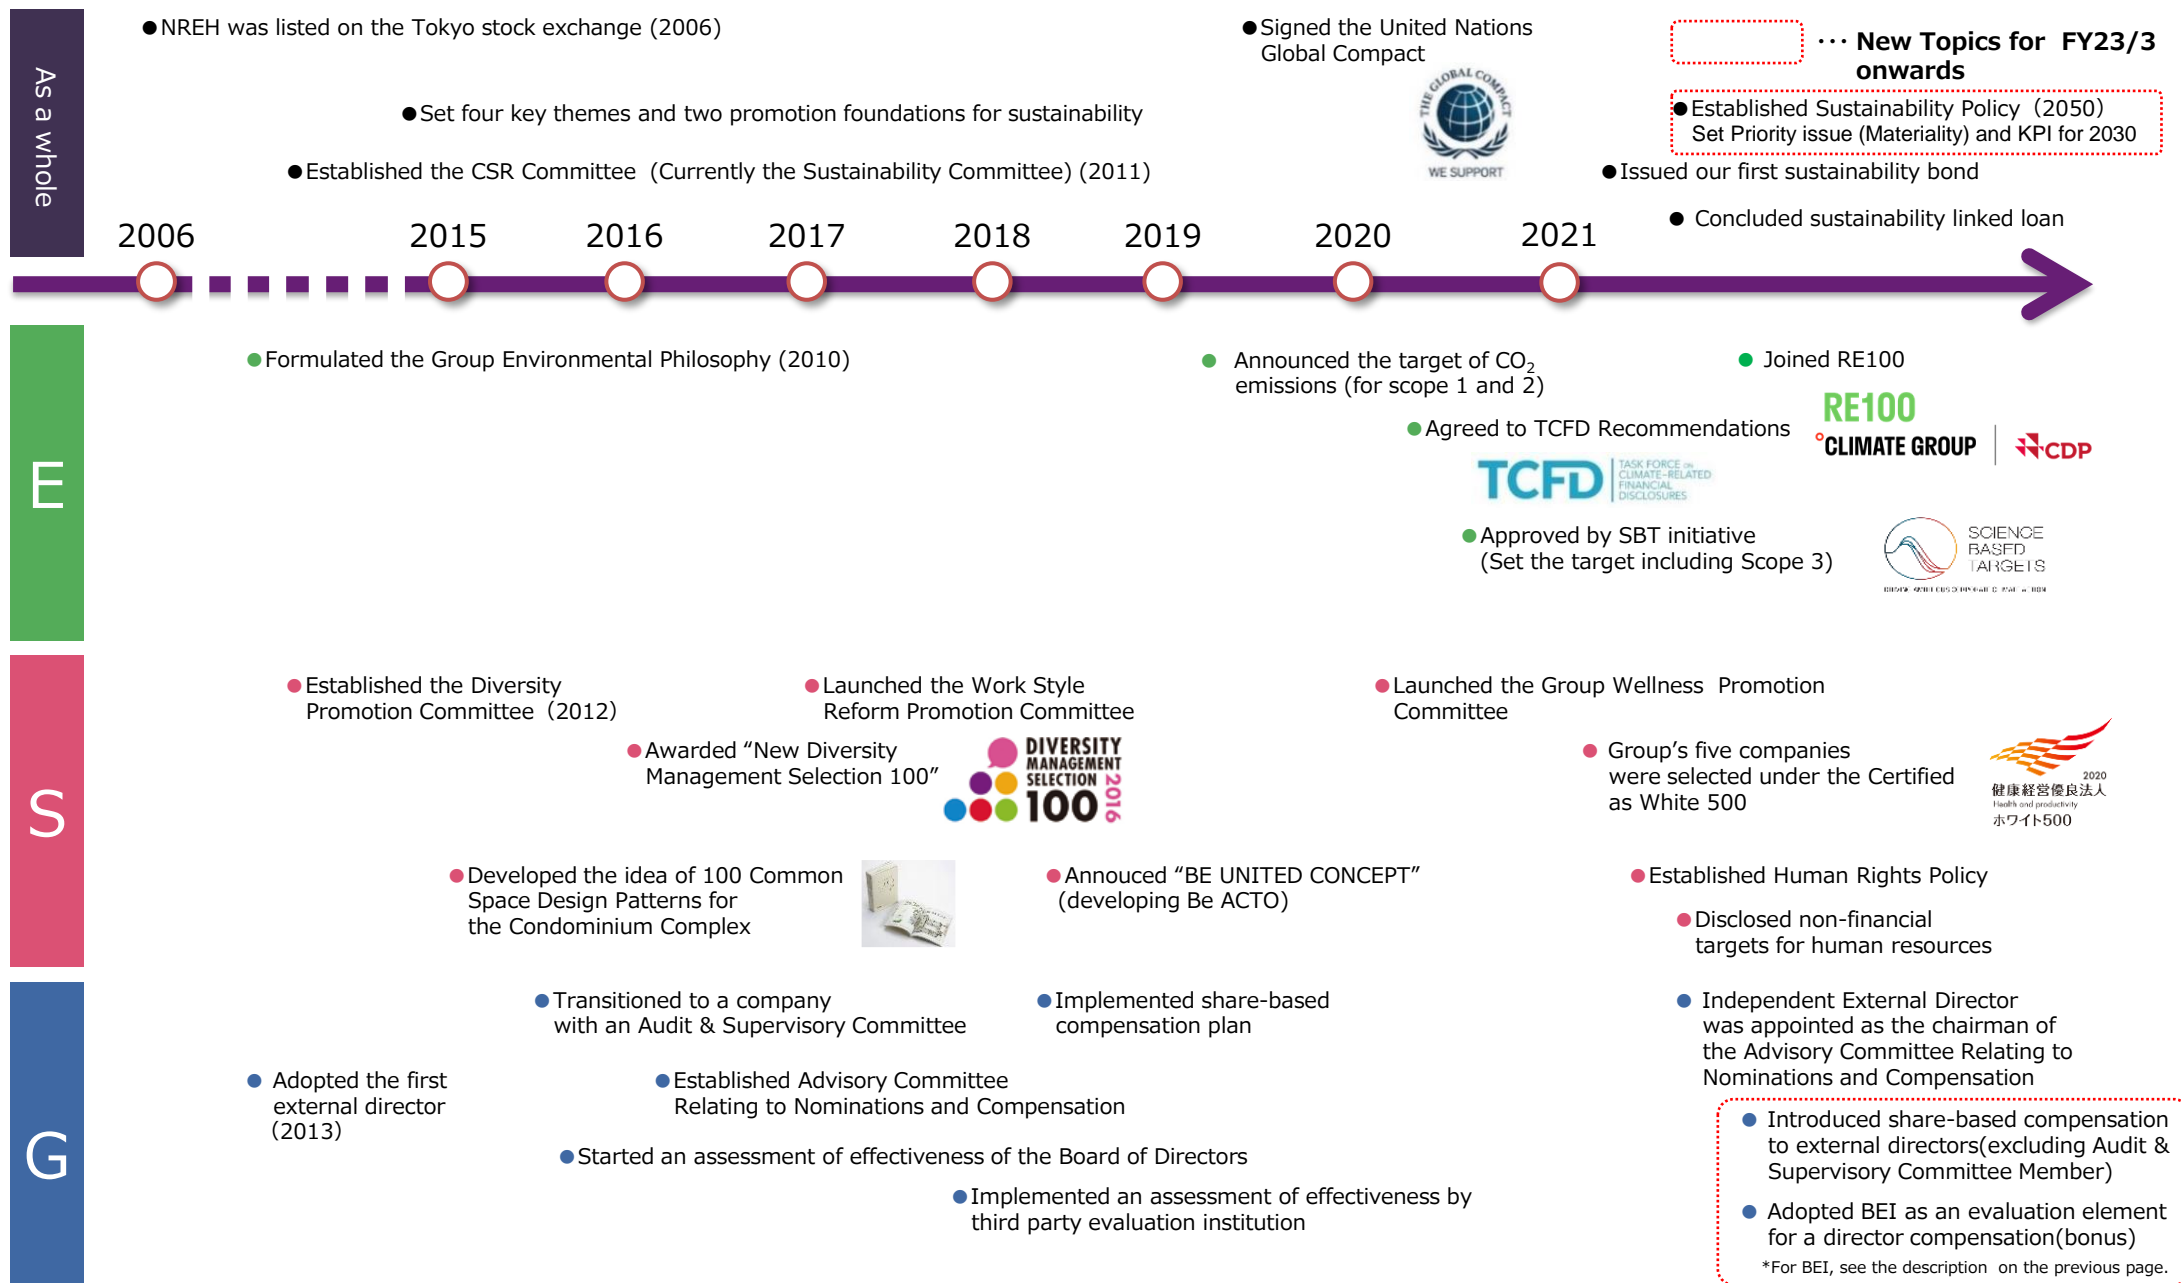 As a whole
●NREH was listed on the Tokyo stock exchange (2006)
●Signed the United Nations
Global Compact
THE GLOBAL COMPACT
WE SUPPORT
・・・ New Topics for FY23/3
onwards
●Set four key themes and two promotion foundations for sustainability
●Established Sustainability Policy（2050）
Set Priority issue (Materiality) and KPI for 2030
●Established the CSR Committee (Currently the Sustainability Committee) (2011)
●Issued our first sustainability bond
● Concluded sustainability linked loan
2006 2015 2016 2017 2018 2019 2020 2021
E
●Formulated the Group Environmental Philosophy (2010)
● Announced the target of CO2
emissions (for scope 1 and 2)
● Joined RE100
RE100
°CLIMATE GROUP
CDP
●Agreed to TCFD Recommendations
TCFD
TASK FORCE ON
CLIMATE-RELATED
FINANCIAL
DISCLOSURES
●Approved by SBT initiative
(Set the target including Scope 3)
SCIENCE
BASED
TARGETS
S
●Established the Diversity
Promotion Committee（2012）
●Launched the Work Style
Reform Promotion Committee
●Launched the Group Wellness Promotion
Committee
●Awarded “New Diversity
Management Selection 100”
DIVERSITY
MANAGEMENT
SELECTION
100
2016
● Group’s five companies
were selected under the Certified
as White 500
2020
健康経営優良法人
Health and productivity
ホワイト500
●Developed the idea of 100 Common
Space Design Patterns for
the Condominium Complex
●Annouced “BE UNITED CONCEPT”
(developing Be ACTO)
●Established Human Rights Policy
●Disclosed non-financial
targets for human resources
G
●Transitioned to a company
with an Audit & Supervisory Committee
●Implemented share-based
compensation plan
● Independent External Director
was appointed as the chairman of
the Advisory Committee Relating to
Nominations and Compensation
● Adopted the first
external director
（2013）
●Established Advisory Committee
Relating to Nominations and Compensation
●Started an assessment of effectiveness of the Board of Directors
●Implemented an assessment of effectiveness by
third party evaluation institution
● Introduced share-based compensation
to external directors(excluding Audit &
Supervisory Committee Member)
● Adopted BEI as an evaluation element
for a director compensation(bonus)
*For BEI, see the description on the previous page.